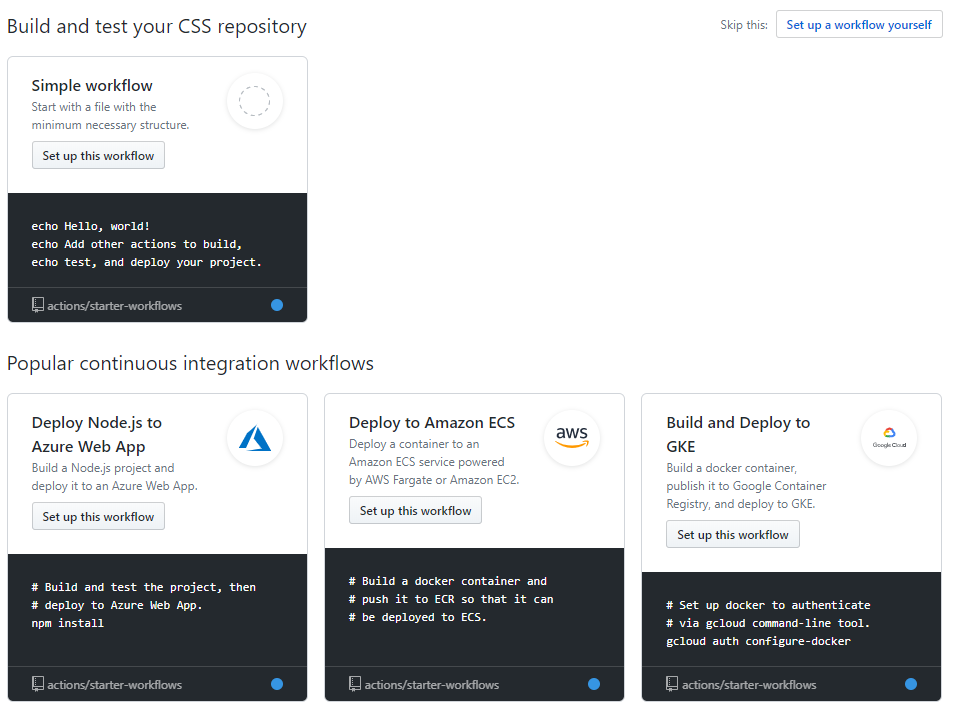 Build and test your CSS repository
Skip this:
Set up a workflow yourself
Simple workflow
Start with a file with the
minimum necessary structure.
Set up this workflow
echo Hello, world!
echo Add other actions to build,
echo test, and deploy your project.
actions/starter-workflows
Popular continuous integration workflows
Deploy Node.js to
Azure Web App
Build a Node.js project and
deploy it to an Azure Web App.
Set up this workflow
# Build and test the project, then
# deploy to Azure Web App.
npm install
actions/starter-workflows
Deploy to Amazon ECS
aws
Deploy a container to an
Amazon ECS service powered
by AWS Fargate or Amazon EC2.
Set up this workflow
# Build a docker container and
# push it to ECR so that it can
# be deployed to ECS.
actions/starter-workflows
Build and Deploy to
GKE
Google Cloud
Build a docker container,
publish it to Google Container
Registry, and deploy to GKE.
Set up this workflow
# Set up docker to authenticate
# via gcloud command-line tool.
gcloud auth configure-docker
actions/starter-workflows